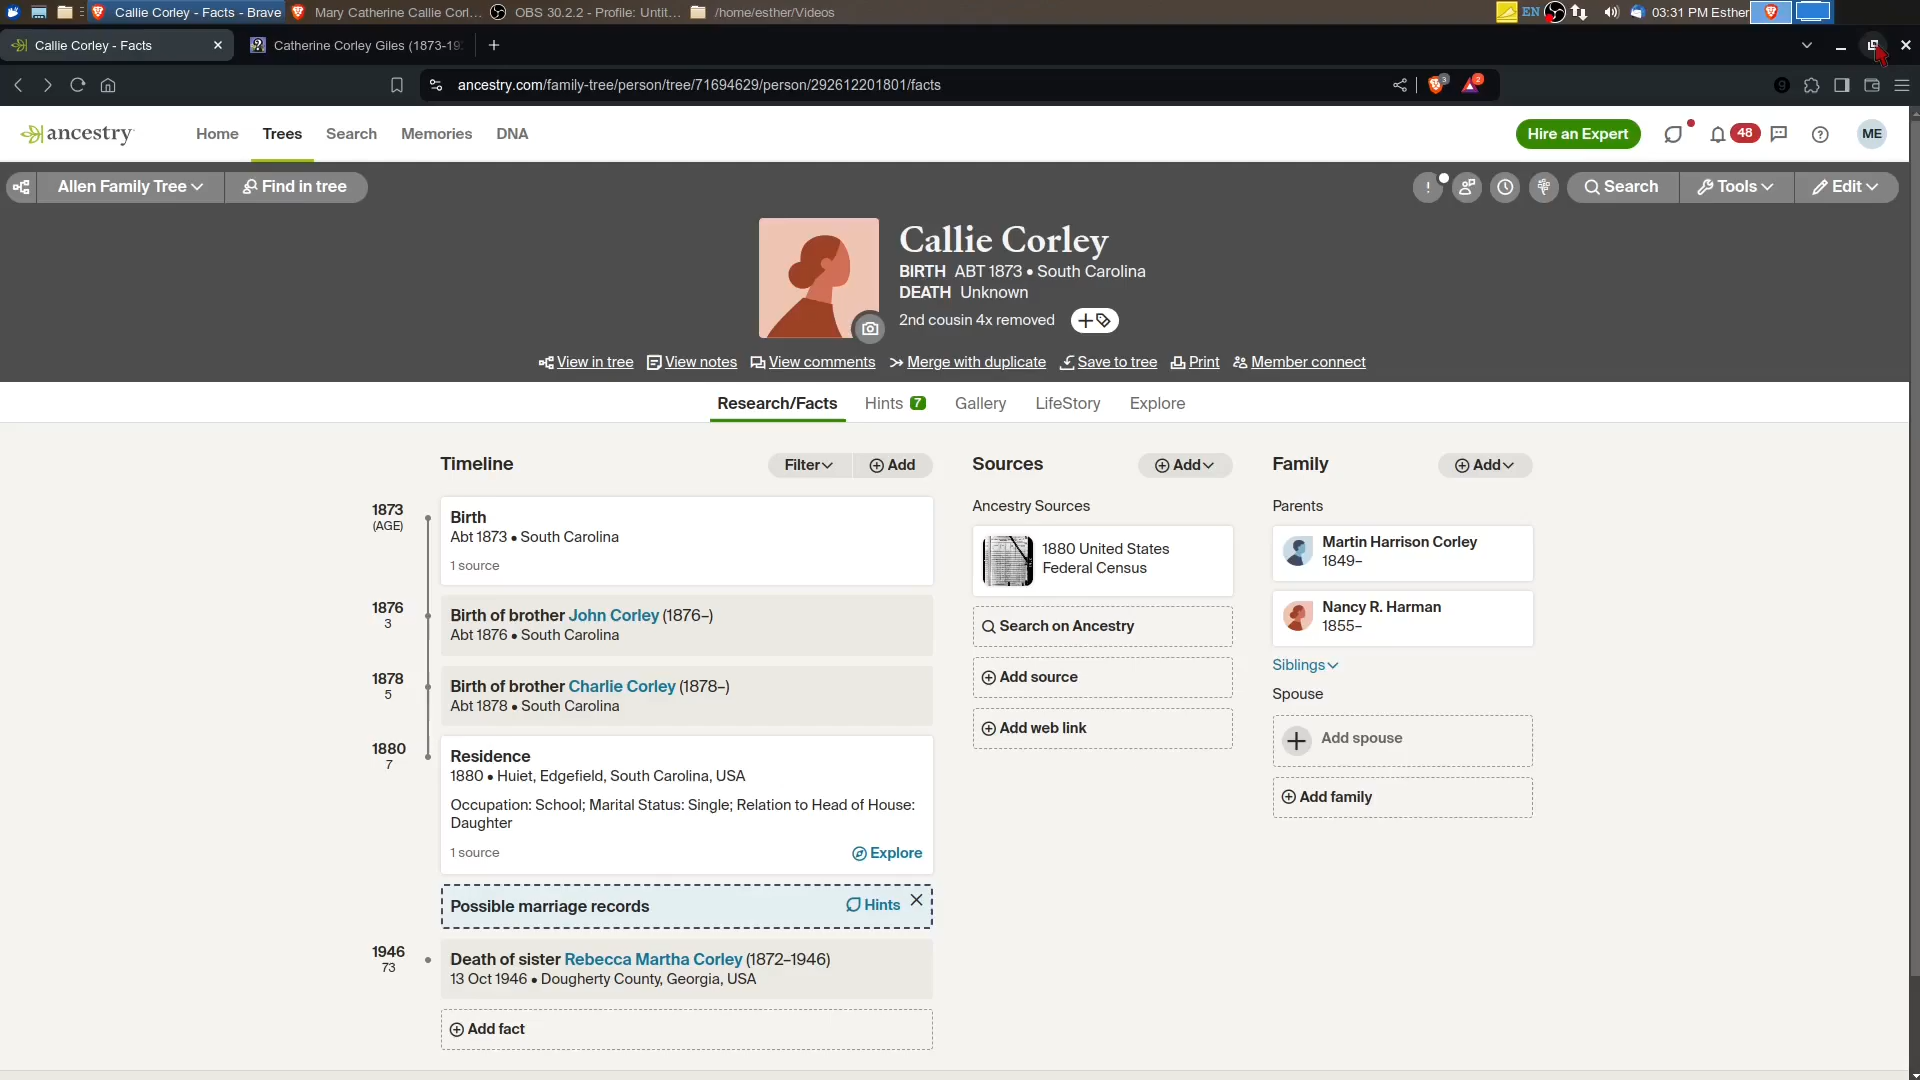 Callie Corley - Facts - Brave
Mary Catherine Callie Corl...
OBS 30.2.2 - Profile: Untit...
/home/esther/Videos
EN
03:31 PM Esther
Callie Corley - Facts
Catherine Corley Giles (1873-19
ancestry.com/family-tree/person/tree/71694629/person/292612201801/facts
3
2
9
ancestry
Home
Trees
Search
Memories
DNA
Hire an Expert
48
ME
Allen Family Tree
Find in tree
Search
Tools
Edit
Callie Corley
BIRTH ABT 1873 • South Carolina
DEATH Unknown
2nd cousin 4x removed
View in tree
View notes
View comments
Merge with duplicate
Save to tree
Print
Member connect
Research/Facts
Hints 7
Gallery
LifeStory
Explore
Timeline
Filter
Add
1873
(AGE)
Birth
Abt 1873 • South Carolina
1 source
1876
3
Birth of brother John Corley (1876–)
Abt 1876 • South Carolina
1878
5
Birth of brother Charlie Corley (1878–)
Abt 1878 • South Carolina
1880
7
Residence
1880 • Huiet, Edgefield, South Carolina, USA
Occupation: School; Marital Status: Single; Relation to Head of House:
Daughter
1 source
Explore
Possible marriage records
Hints
1946
73
Death of sister Rebecca Martha Corley (1872–1946)
13 Oct 1946 • Dougherty County, Georgia, USA
Add fact
Sources
Add
Ancestry Sources
1880 United States
Federal Census
Search on Ancestry
Add source
Add web link
Family
Add
Parents
Martin Harrison Corley
1849–
Nancy R. Harman
1855–
Siblings
Spouse
Add spouse
Add family